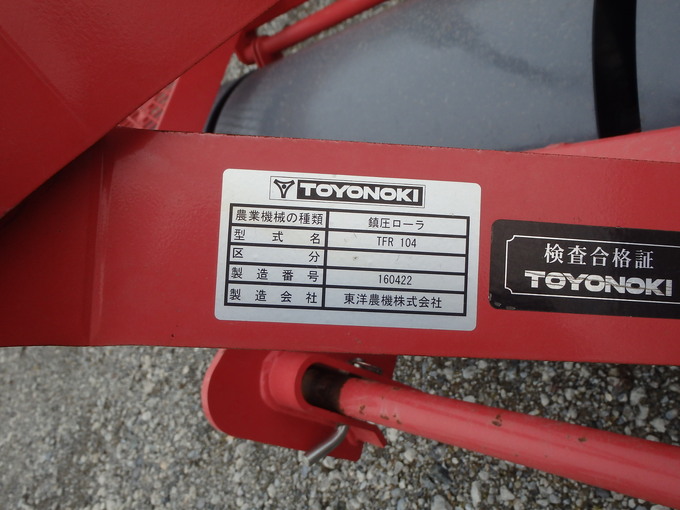 TOYONOKI
農業機械の種類 鎮圧ローラ
型式名 TFR 104
区分
製造番号 160422
製造会社 東洋農機株式会社
検査合格証
TOYONOKI